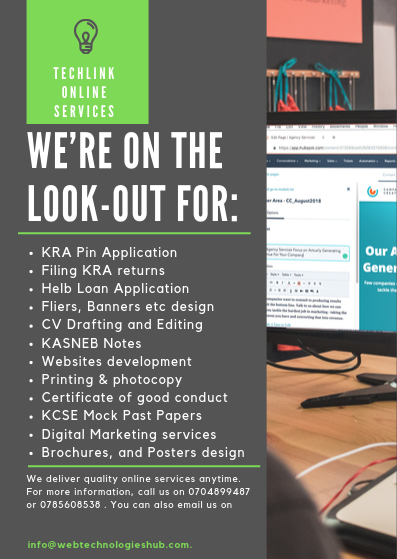 TECHLINK
ONLINE
SERVICES
WE'RE ON THE
LOOK-OUT FOR:
• KRA Pin Application
• Filing KRA returns
• Helb Loan Application
• Fliers, Banners etc design
• CV Drafting and Editing
• KASNEB Notes
• Websites development
• Printing & photocopy
• Certificate of good conduct
• KCSE Mock Past Papers
• Digital Marketing services
• Brochures, and Posters design
We deliver quality online services anytime.
For more information, call us on 0704899487
or 0785608538 . You can also email us on
info@webtechnologieshub.com.
er Area - CC_August2018
Our A
Gener